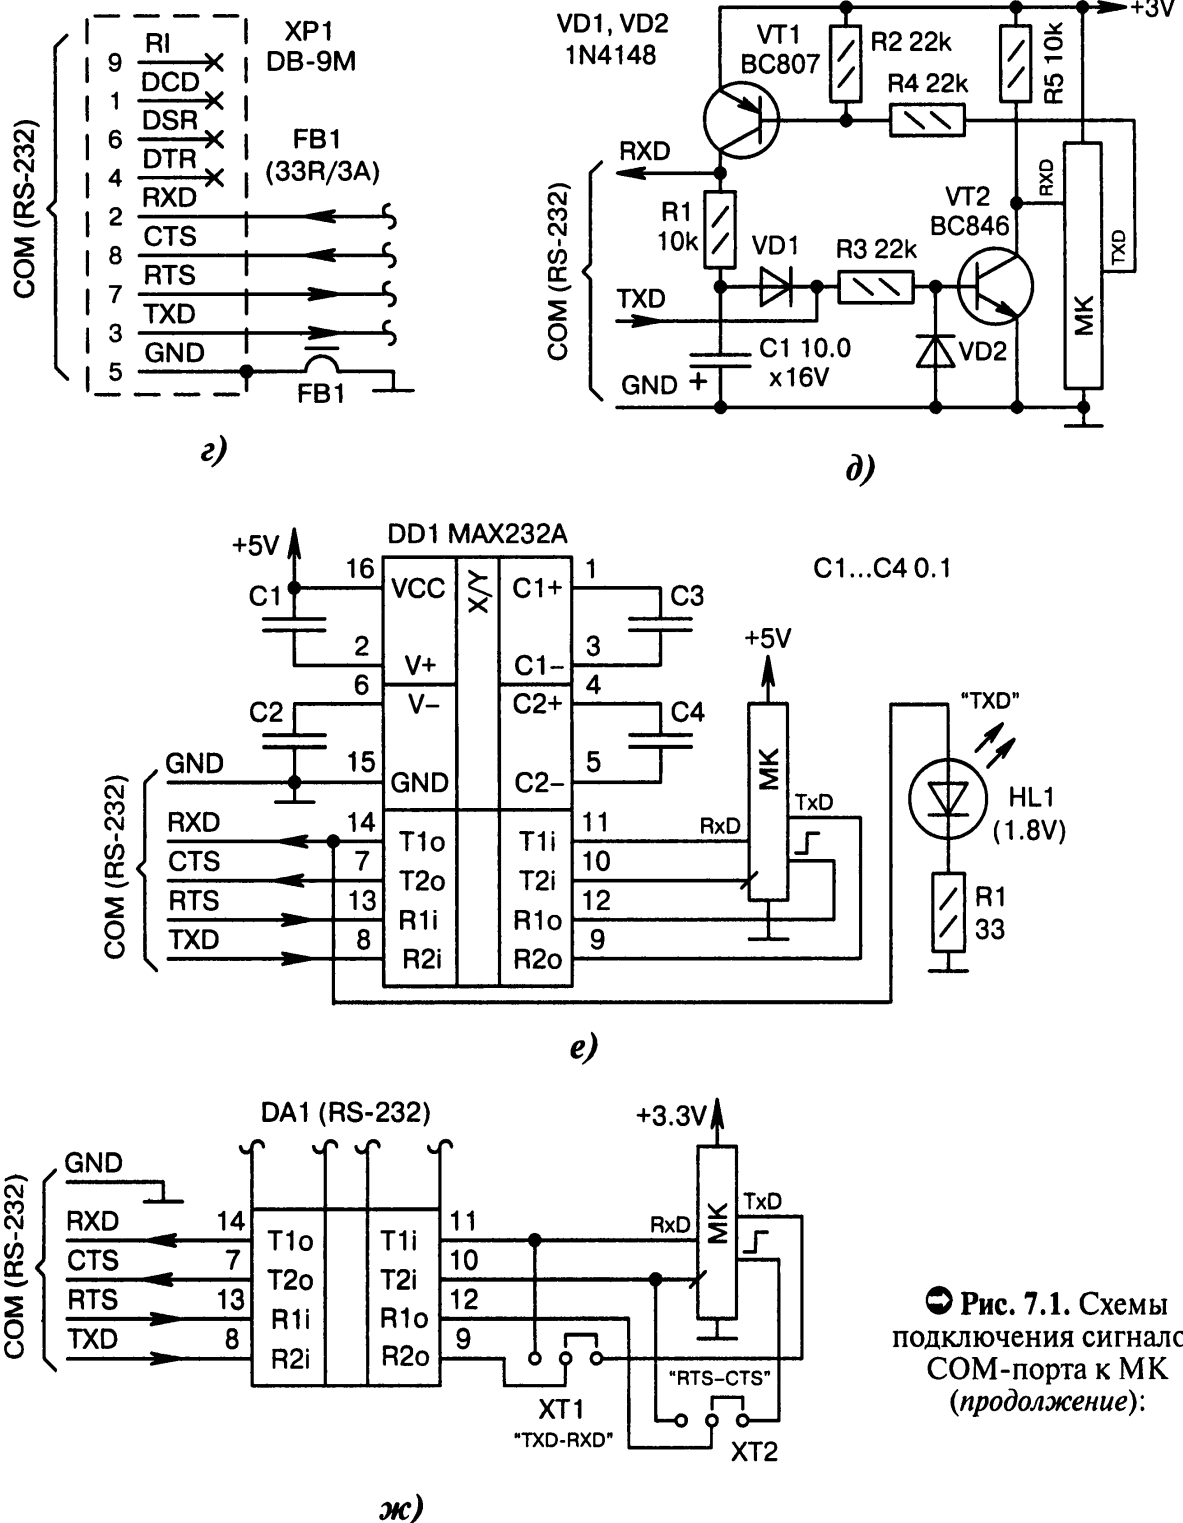 COM (RS-232)
9 RI
1 DCD
6 DSR
4 DTR
2 RXD
8 CTS
7 RTS
3 TXD
5 GND
XP1
DB-9M
FB1
(33R/3A)
FB1
г)
VD1, VD2
1N4148
+3V
VT1
BC807
R2 22k
R4 22k
R5 10k
COM (RS-232)
RXD
R1
10k
VD1
R3 22k
VT2
BC846
RXD
TXD
MK
TXD
C1 10.0
x16V
VD2
GND
+
д)
DD1 MAX232A
C1...C4 0.1
+5V
C1
C2
16 VCC
2 V+
6 V–
15 GND
14 T1o
7 T2o
13 R1i
8 R2i
X/Y
C1+ 1
C1– 3
C2+ 4
C2– 5
T1i 11
T2i 10
R1o 12
R2o 9
C3
C4
COM (RS-232)
GND
RXD
CTS
RTS
TXD
+5V
MK
RxD
TxD
"TXD"
HL1
(1.8V)
R1
33
е)
DA1 (RS-232)
+3.3V
COM (RS-232)
GND
RXD 14 T1o
CTS 7 T2o
RTS 13 R1i
TXD 8 R2i
T1i 11
T2i 10
R1o 12
R2o 9
RxD
MK
TxD
XT1
"TXD-RXD"
"RTS–CTS"
XT2
ж)
Рис. 7.1. Схемы
подключения сигнало
COM-порта к МК
(продолжение):